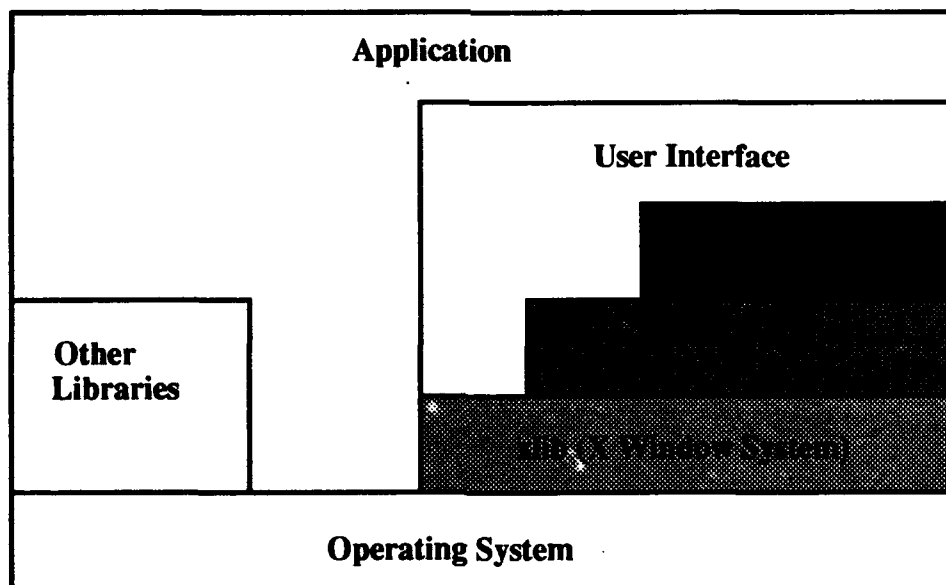 Application
User Interface
Other
Libraries
xlib (X Window System)
Operating System